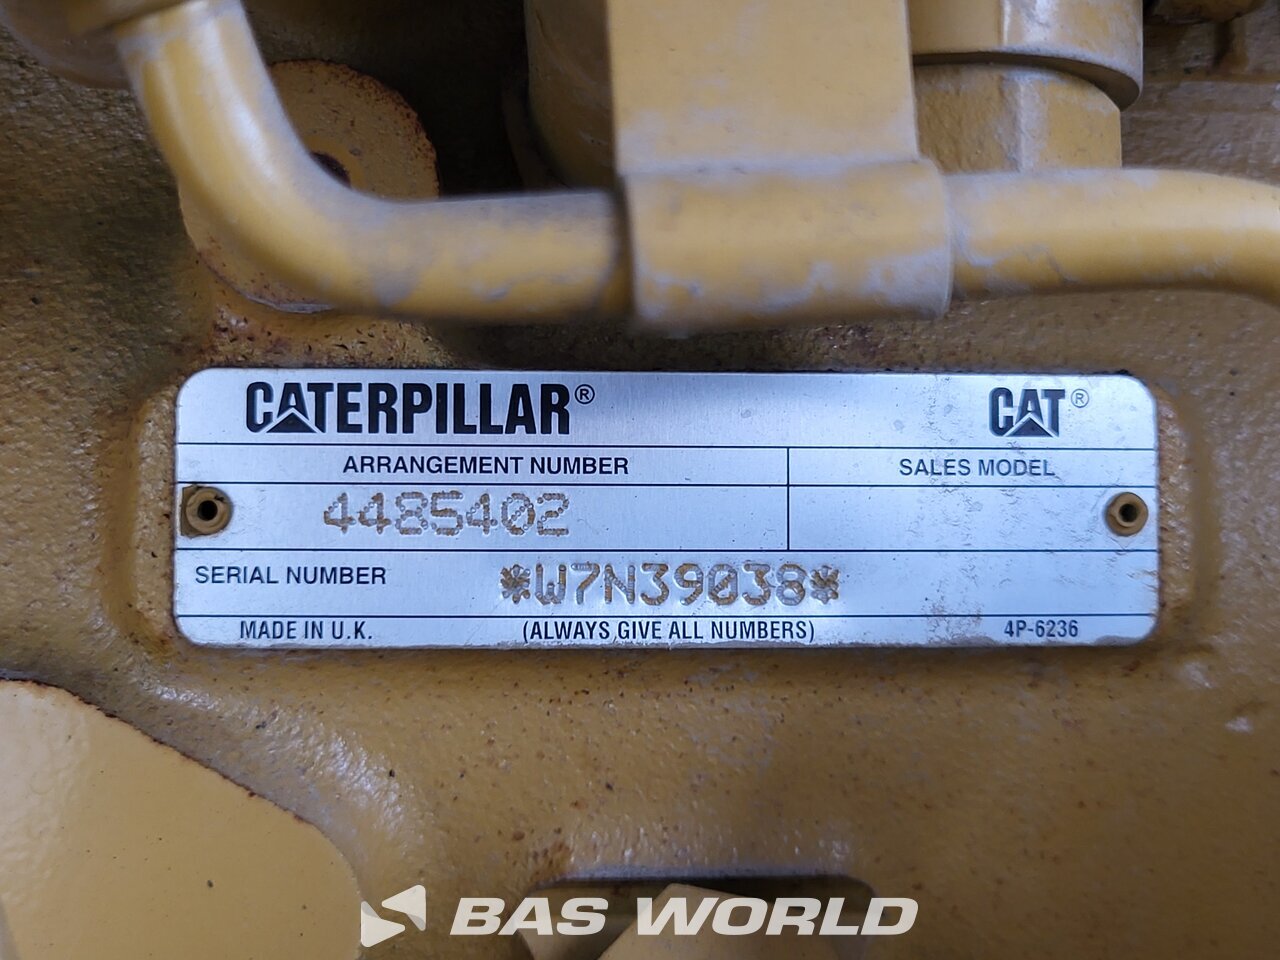 CATERPILLAR® CAT®
ARRANGEMENT NUMBER SALES MODEL
4485402
SERIAL NUMBER *W7N39038*
MADE IN U.K. (ALWAYS GIVE ALL NUMBERS) 4P-6236
BAS WORLD